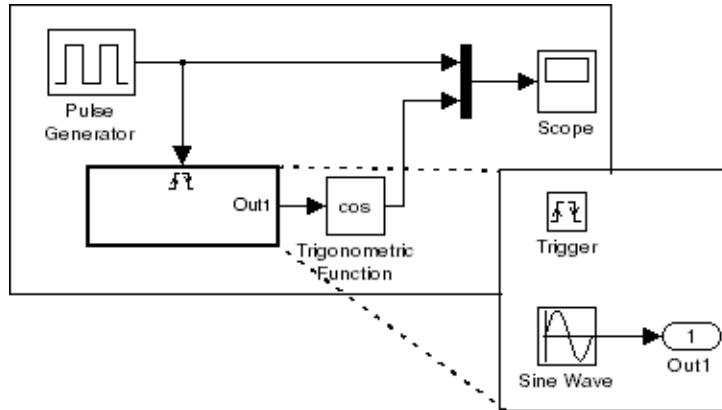 Pulse
Generator
Scope
Out1
cos
Trigonometric
Function
Trigger
Sine Wave
1
Out1